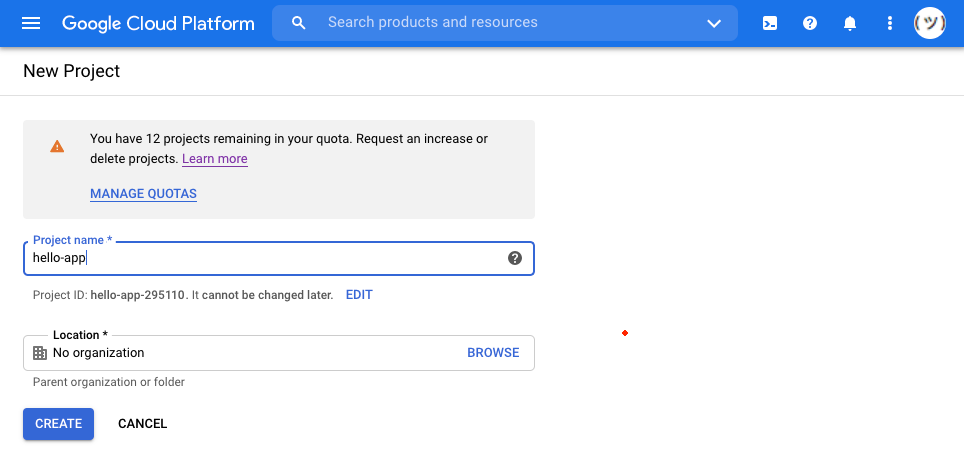 Google Cloud Platform
Search products and resources
(ツ)
New Project
You have 12 projects remaining in your quota. Request an increase or
delete projects. Learn more
MANAGE QUOTAS
Project name *
hello-app
Project ID: hello-app-295110. It cannot be changed later. EDIT
Location *
No organization BROWSE
Parent organization or folder
CREATE CANCEL